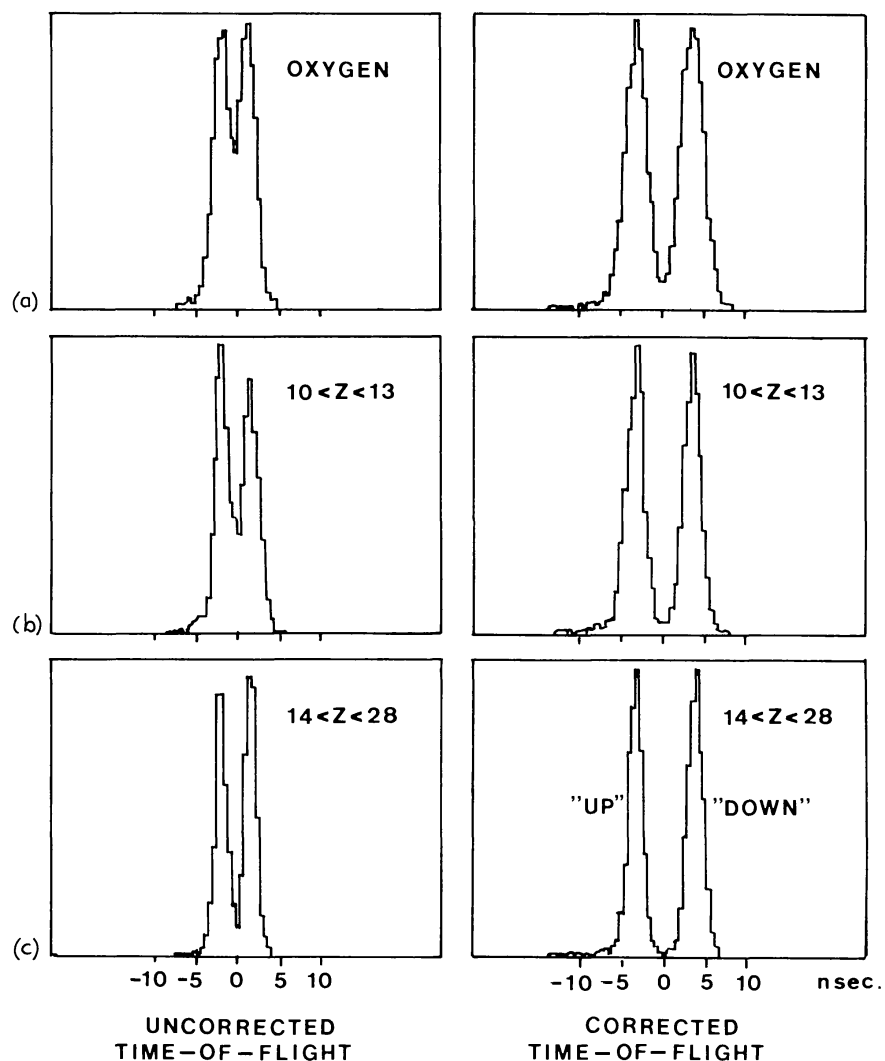 OXYGEN
OXYGEN
(a)
10<Z<13
10<Z<13
(b)
14<Z<28
14<Z<28
"UP"
"DOWN"
(c)
-10 -5 0 10
-10 -5 0 5 10 nsec.
UNCORRECTED
TIME-OF-FLIGHT
CORRECTED
TIME-OF-FLIGHT